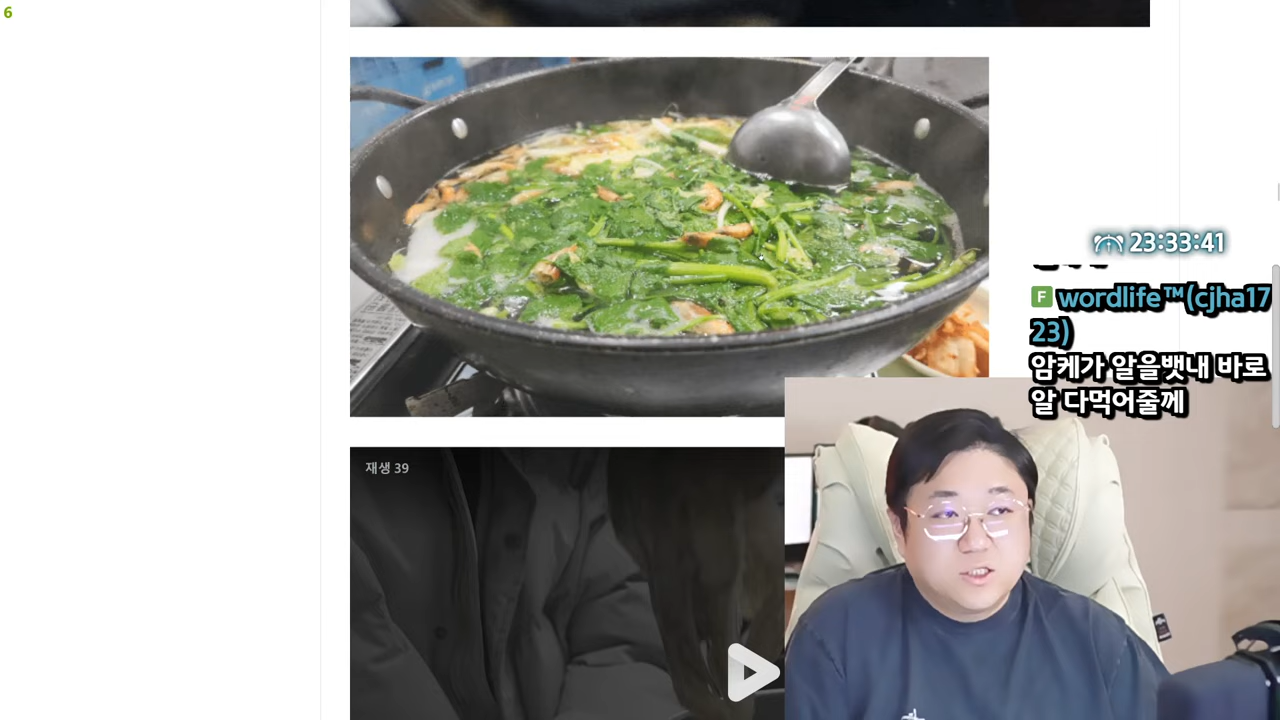 6
23:33:41
F wordlife™(cjha17
23)
암케가 알을뱃내 바로
알 다먹어줄께
재생 39